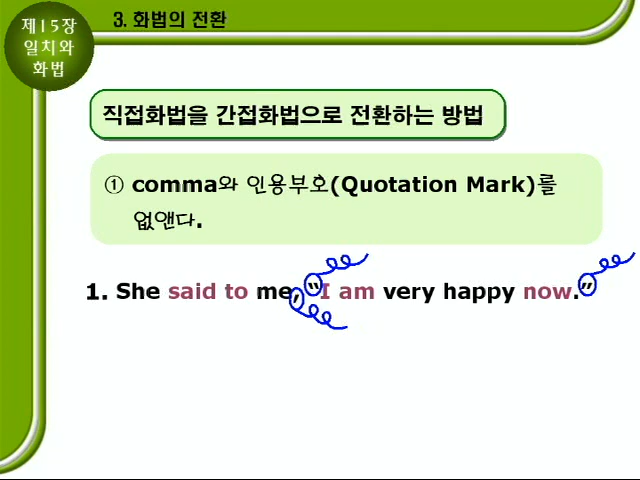 제15장
일치와
화법
3. 화법의 전환
직접화법을 간접화법으로 전환하는 방법
① comma와 인용부호(Quotation Mark)를
없앤다.
1. She said to me, “I am very happy now.”